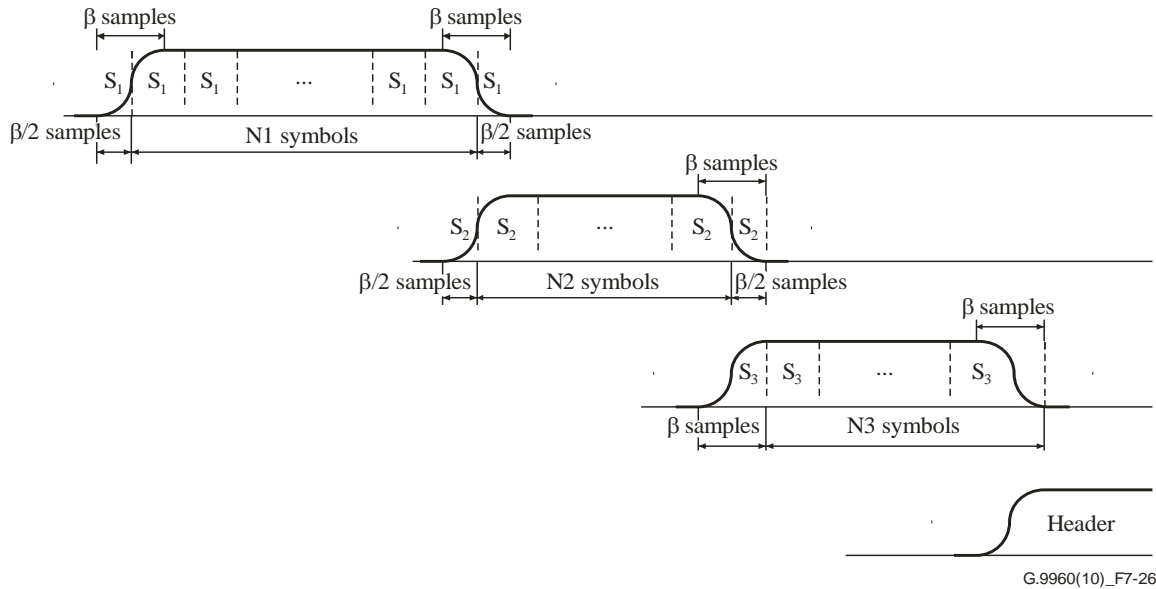 β samples β samples
S₁ S₁ S₁ ... S₁ S₁ S₁
β/2 samples N1 symbols β/2 samples
β samples
S₂ S₂ ... S₂ S₂
β/2 samples N2 symbols β/2 samples
β samples
S₃ S₃ ... S₃
β samples N3 symbols
Header
G.9960(10)_F7-26